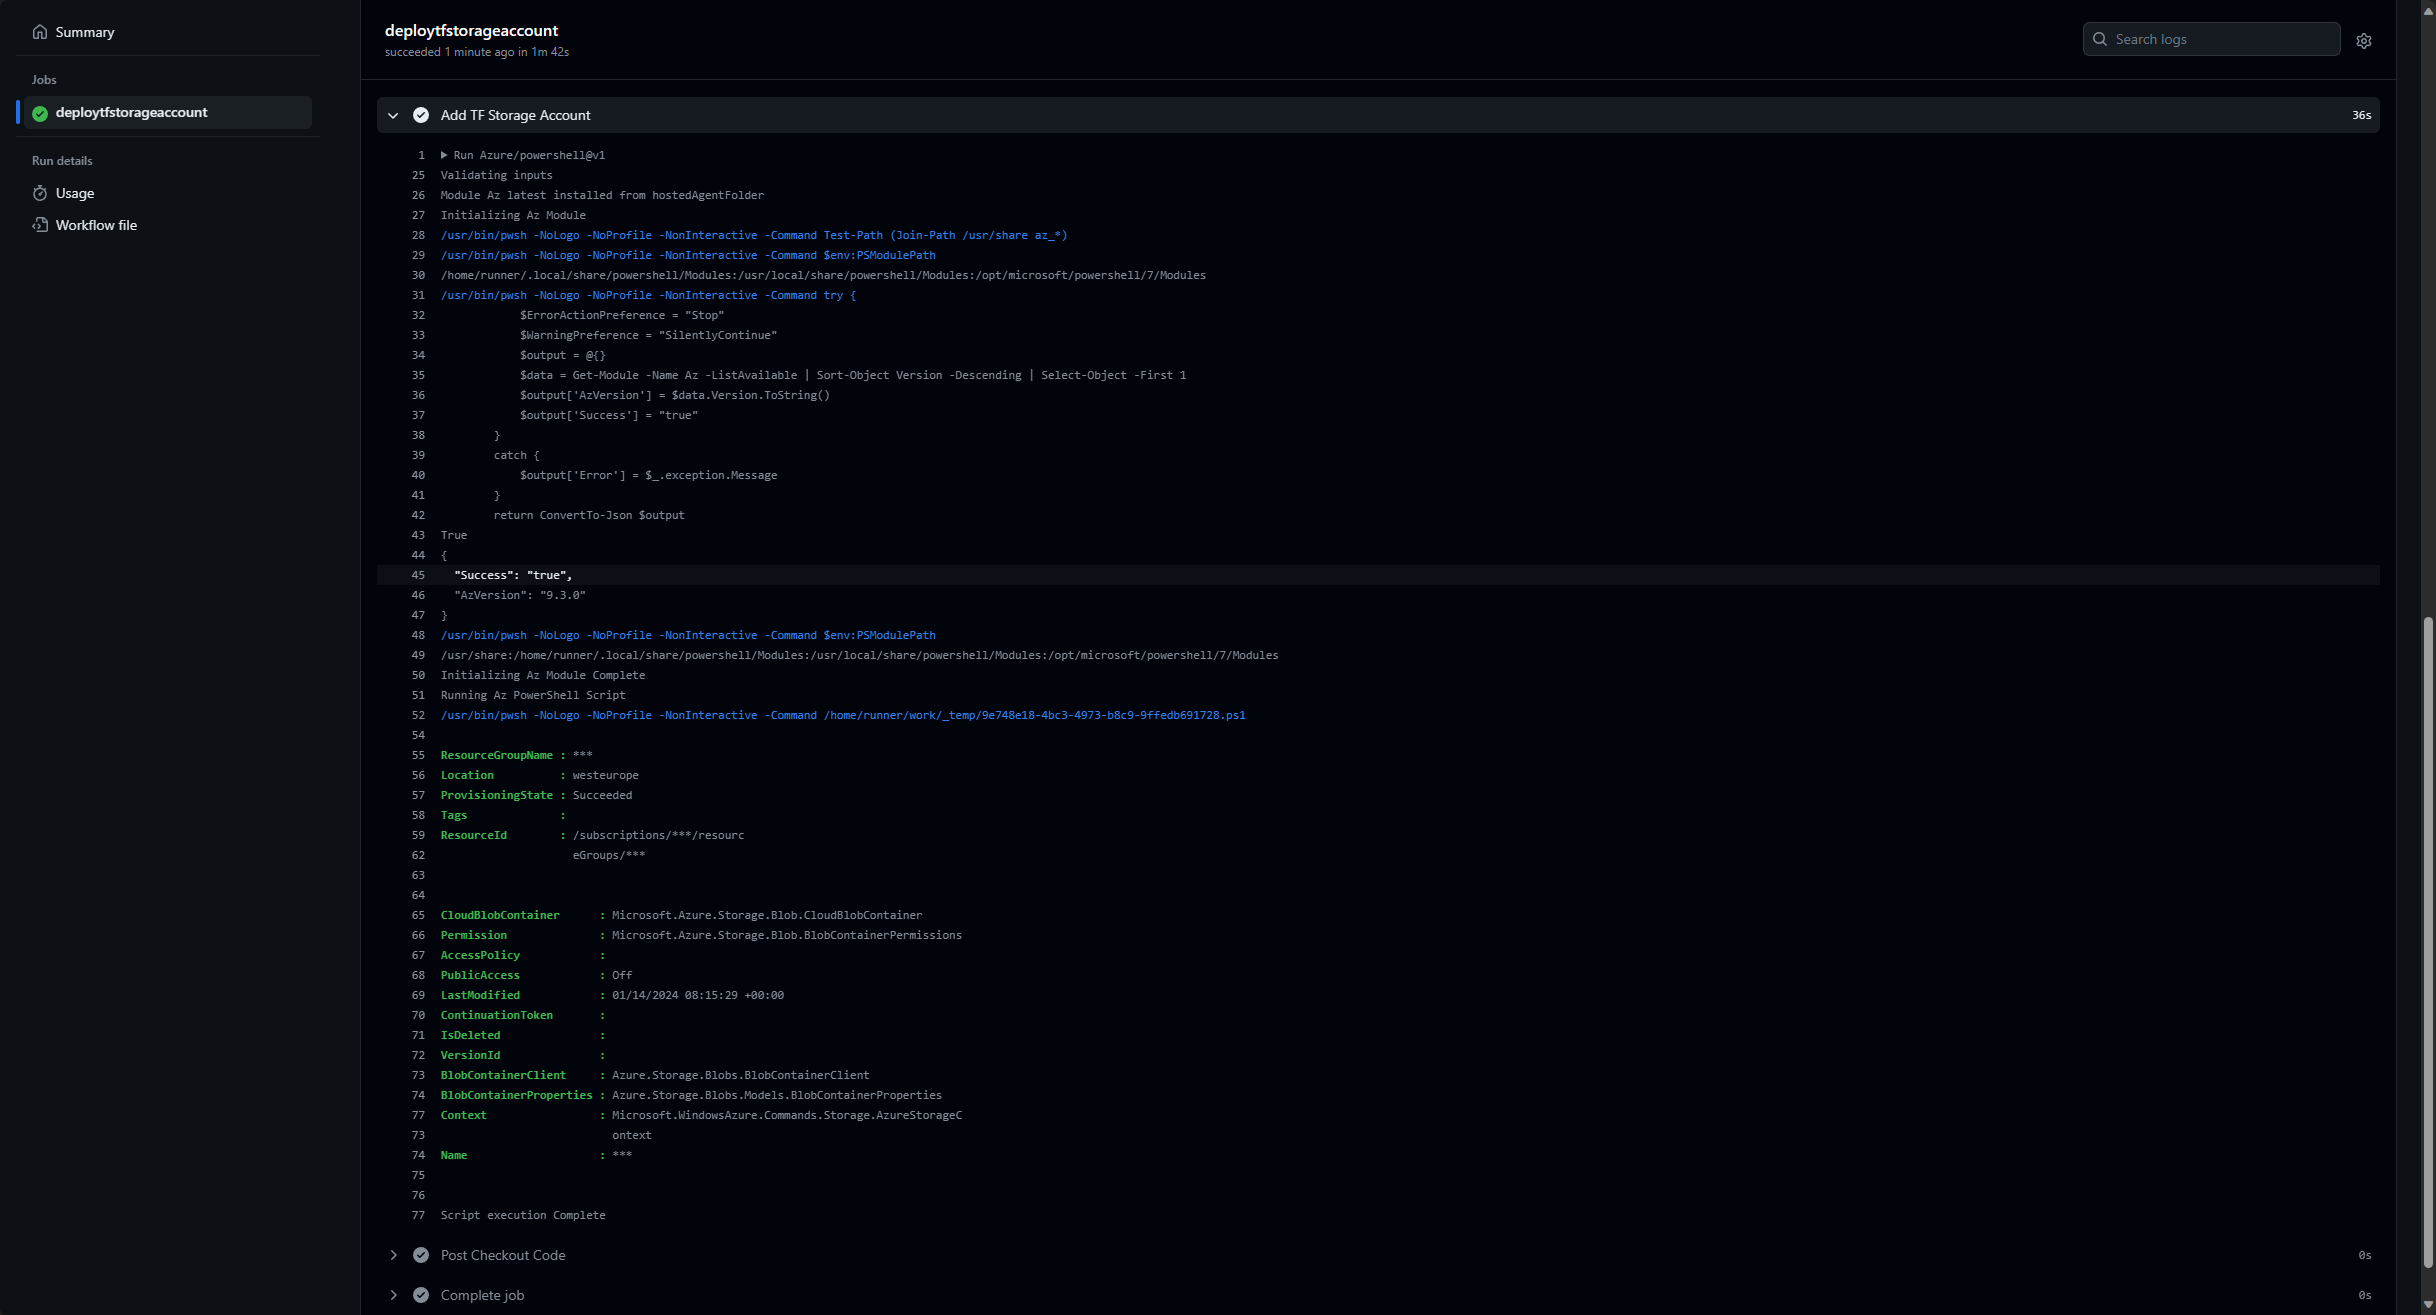 Summary
Jobs
deploytfstorageaccount
Run details
Usage
Workflow file
deploytfstorageaccount
succeeded 1 minute ago in 1m 42s
Search logs
Add TF Storage Account 36s
1 Run Azure/powershell@v1
25 Validating inputs
26 Module Az latest installed from hostedAgentFolder
27 Initializing Az Module
28 /usr/bin/pwsh -NoLogo -NoProfile -NonInteractive -Command Test-Path (Join-Path /usr/share az_*)
29 /usr/bin/pwsh -NoLogo -NoProfile -NonInteractive -Command $env:PSModulePath
30 /home/runner/.local/share/powershell/Modules:/usr/local/share/powershell/Modules:/opt/microsoft/powershell/7/Modules
31 /usr/bin/pwsh -NoLogo -NoProfile -NonInteractive -Command try {
32 $ErrorActionPreference = "Stop"
33 $WarningPreference = "SilentlyContinue"
34 $output = @{}
35 $data = Get-Module -Name Az -ListAvailable | Sort-Object Version -Descending | Select-Object -First 1
36 $output['AzVersion'] = $data.Version.ToString()
37 $output['Success'] = "true"
38 }
39 catch {
40 $output['Error'] = $_.exception.Message
41 }
42 return ConvertTo-Json $output
43 True
44 {
45 "Success": "true",
46 "AzVersion": "9.3.0"
47 }
48 /usr/bin/pwsh -NoLogo -NoProfile -NonInteractive -Command $env:PSModulePath
49 /usr/share:/home/runner/.local/share/powershell/Modules:/usr/local/share/powershell/Modules:/opt/microsoft/powershell/7/Modules
50 Initializing Az Module Complete
51 Running Az PowerShell Script
52 /usr/bin/pwsh -NoLogo -NoProfile -NonInteractive -Command /home/runner/work/_temp/9e748e18-4bc3-4973-b8c9-9ffedb691728.ps1
54
55 ResourceGroupName : ***
56 Location : westeurope
57 ProvisioningState : Succeeded
58 Tags :
59 ResourceId : /subscriptions/***/resourc
62 eGroups/***
63
64
65 CloudBlobContainer : Microsoft.Azure.Storage.Blob.CloudBlobContainer
66 Permission : Microsoft.Azure.Storage.Blob.BlobContainerPermissions
67 AccessPolicy :
68 PublicAccess : Off
69 LastModified : 01/14/2024 08:15:29 +00:00
70 ContinuationToken :
71 IsDeleted :
72 VersionId :
73 BlobContainerClient : Azure.Storage.Blobs.BlobContainerClient
74 BlobContainerProperties : Azure.Storage.Blobs.Models.BlobContainerProperties
77 Context : Microsoft.WindowsAzure.Commands.Storage.AzureStorageC
73 ontext
74 Name : ***
75
76
77 Script execution Complete
Post Checkout Code 0s
Complete job 0s